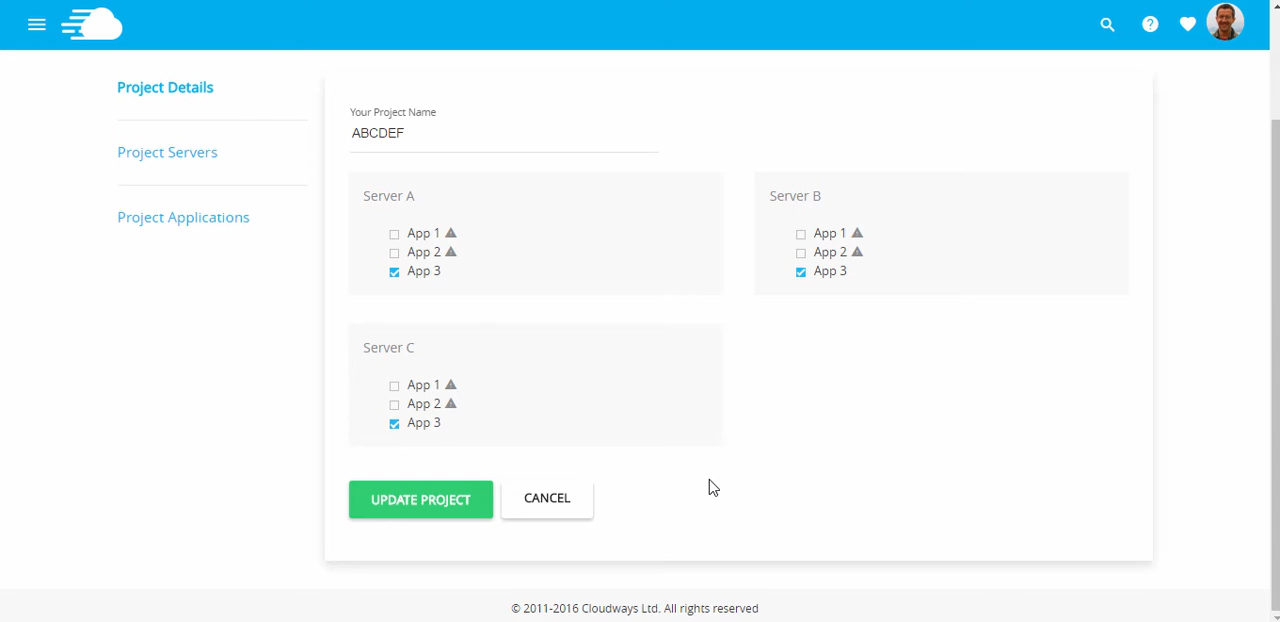 Project Details
Project Servers
Project Applications
Your Project Name
ABCDEF
Server A
App 1
App 2
App 3
Server B
App 1
App 2
App 3
Server C
App 1
App 2
App 3
UPDATE PROJECT
CANCEL
© 2011-2016 Cloudways Ltd. All rights reserved